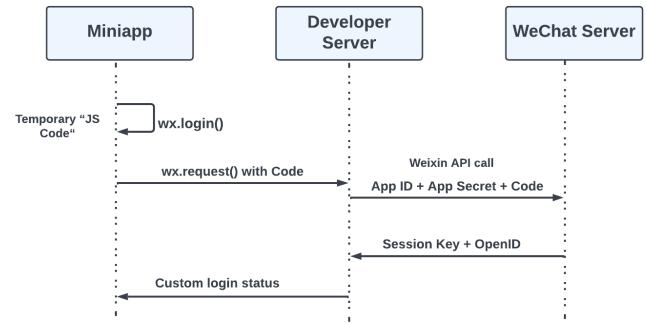 Miniapp
Developer
Server
WeChat Server
Temporary “JS
Code“
wx.login()
wx.request() with Code
Weixin API call
App ID + App Secret + Code
Session Key + OpenID
Custom login status